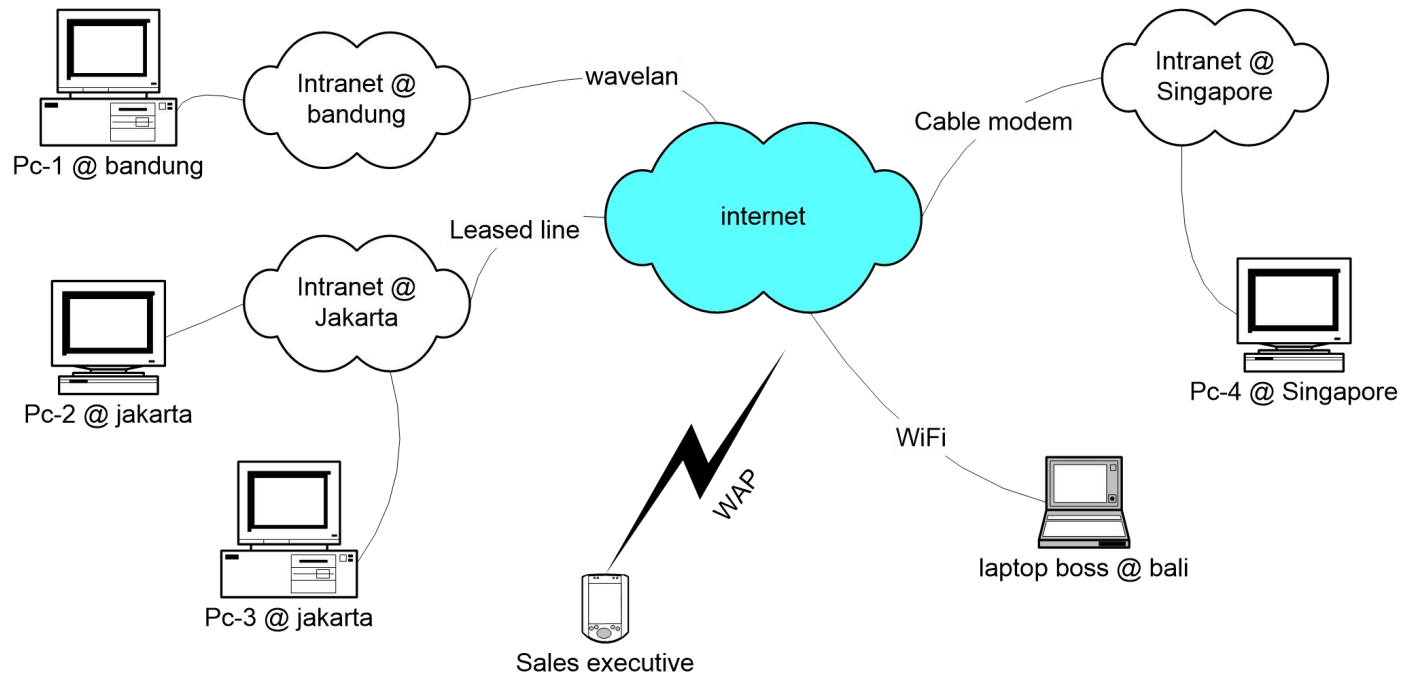 Intranet @
bandung
wavelan
Intranet @
Singapore
Cable modem
Pc-1 @ bandung
internet
Leased line
Intranet @
Jakarta
Pc-2 @ jakarta
Pc-4 @ Singapore
WiFi
WAP
laptop boss @ bali
Pc-3 @ jakarta
Sales executive